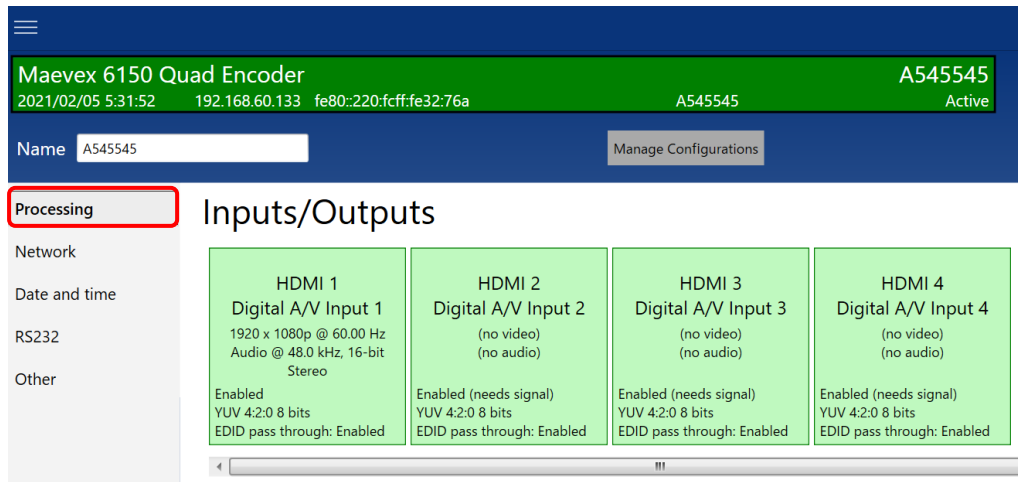 Maevex 6150 Quad Encoder A545545
2021/02/05 5:31:52 192.168.60.133 fe80::220:fcff:fe32:76a A545545 Active
Name A545545 Manage Configurations
Processing
Network
Date and time
RS232
Other
Inputs/Outputs
HDMI 1
Digital A/V Input 1
1920 x 1080p @ 60.00 Hz
Audio @ 48.0 kHz, 16-bit
Stereo
Enabled
YUV 4:2:0 8 bits
EDID pass through: Enabled
HDMI 2
Digital A/V Input 2
(no video)
(no audio)
Enabled (needs signal)
YUV 4:2:0 8 bits
EDID pass through: Enabled
HDMI 3
Digital A/V Input 3
(no video)
(no audio)
Enabled (needs signal)
YUV 4:2:0 8 bits
EDID pass through: Enabled
HDMI 4
Digital A/V Input 4
(no video)
(no audio)
Enabled (needs signal)
YUV 4:2:0 8 bits
EDID pass through: Enabled